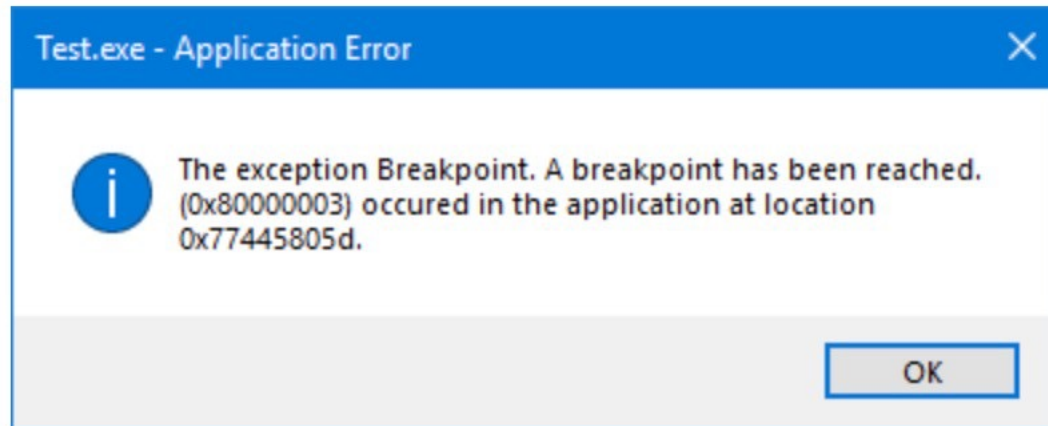 Test.exe - Application Error
The exception Breakpoint. A breakpoint has been reached.
(0x80000003) occured in the application at location
0x77445805d.
OK